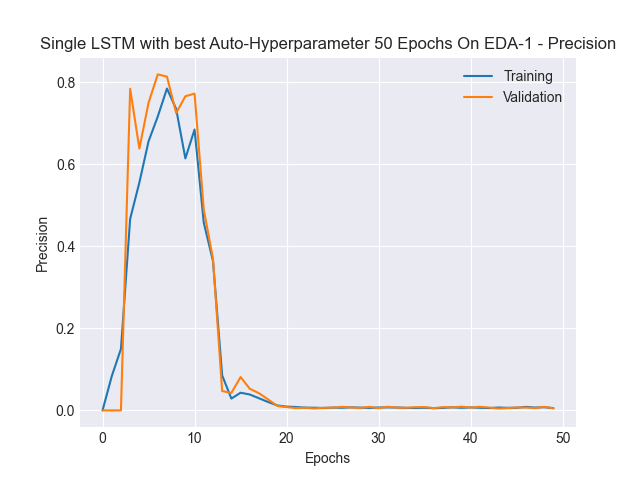 Single LSTM with best Auto-Hyperparameter 50 Epochs On EDA-1 - Precision
Training
Validation
0.8
0.6
0.4
0.2
0.0
Precision
0 10 20 30 40 50
Epochs